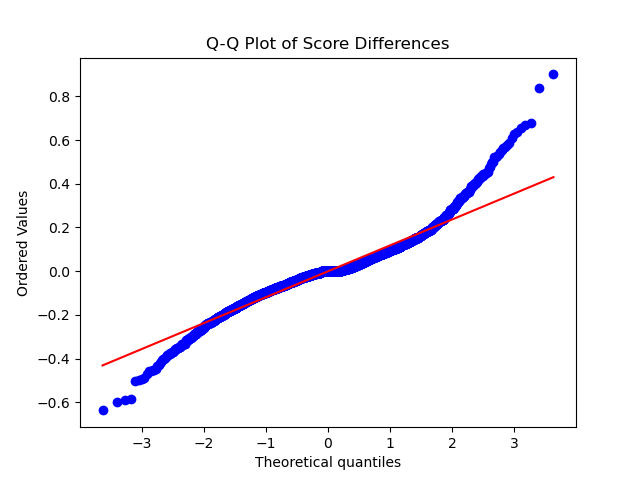 Q-Q Plot of Score Differences
0.8
0.6
0.4
0.2
0.0
−0.2
−0.4
−0.6
Ordered Values
−3 −2 −1 0 1 2 3
Theoretical quantiles